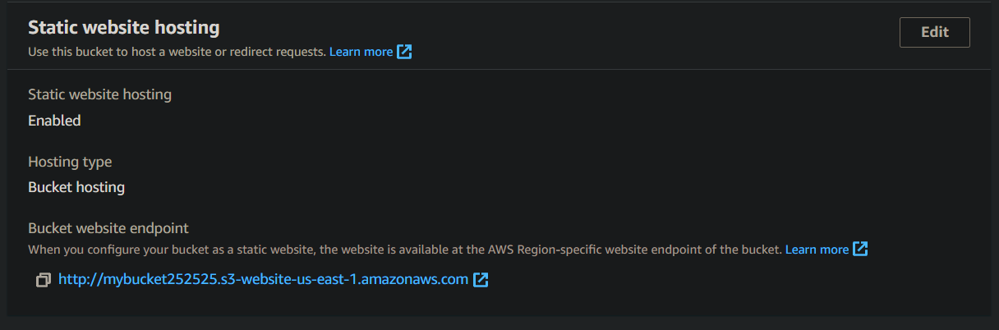 Static website hosting
Edit
Use this bucket to host a website or redirect requests. Learn more
Static website hosting
Enabled
Hosting type
Bucket hosting
Bucket website endpoint
When you configure your bucket as a static website, the website is available at the AWS Region-specific website endpoint of the bucket. Learn more
http://mybucket252525.s3-website-us-east-1.amazonaws.com